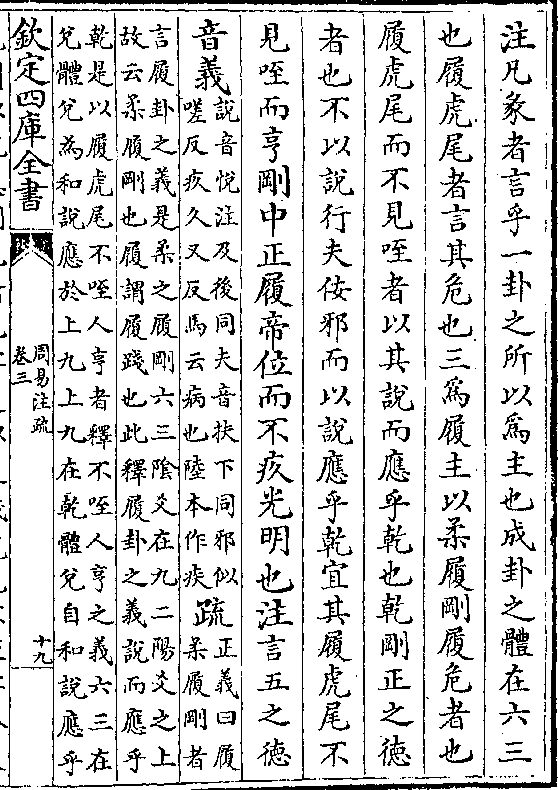 注凡彖者言乎一卦之所以爲主也成卦之體在六三
也履虎尾者言其危也三爲履主以柔履剛履危者也
履虎尾而不見咥者以其說而應乎乾也乾剛正之徳
者也不以說行夫佞邪而以說應乎乾宜其履虎尾不
見咥而亨剛中正履帝位而不疚光明也注言五之徳
音義說音悅注及後同夫音扶下同邪似
嗟反疚久又反馬云病也陸本作疾疏正義曰履
柔履剛者
言履卦之義是柔之履剛六三隂爻在九二陽爻之上
故云柔履剛也履謂履踐也此釋履卦之義說而應乎
乾是以履虎尾不咥人亨者釋不咥人亨之義六三在
兌體兌為和說應於上九上九在乾體兌自和說應乎
欽定四庫全書
周易注疏
卷三
十九